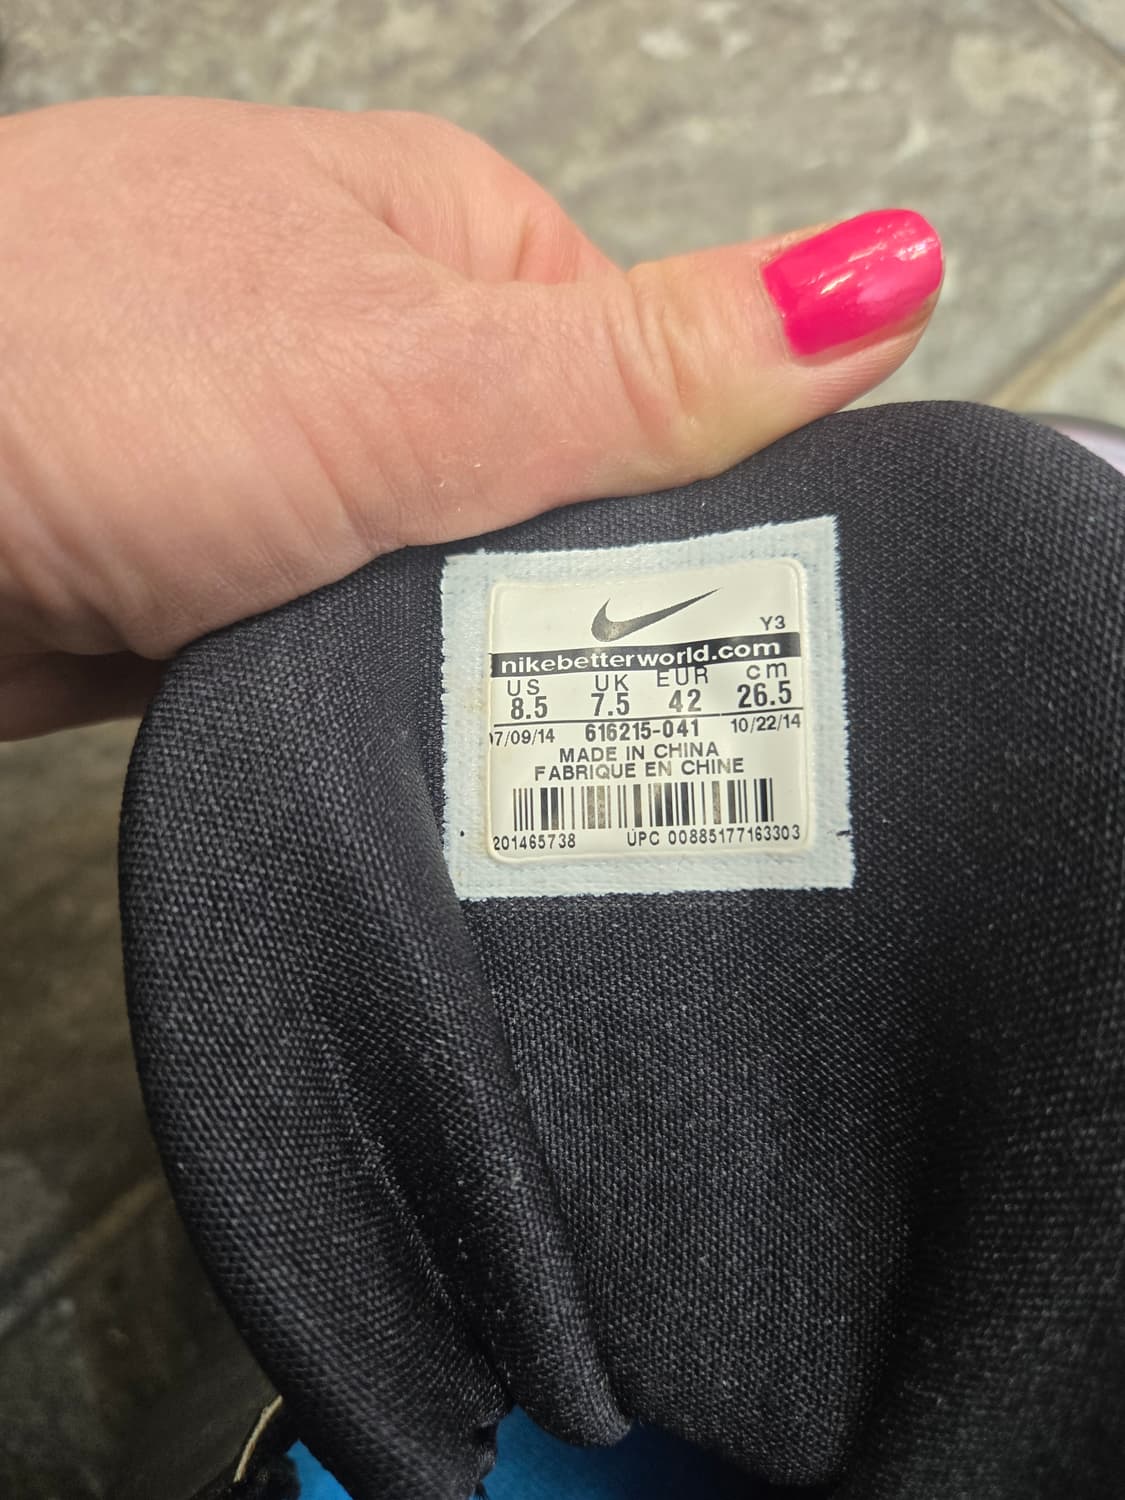 Y3
nikebetterworld.com
US UK EUR cm
8.5 7.5 42 26.5
07/09/14 616215-041 10/22/14
MADE IN CHINA
FABRIQUE EN CHINE
201465738 UPC 00885177163303